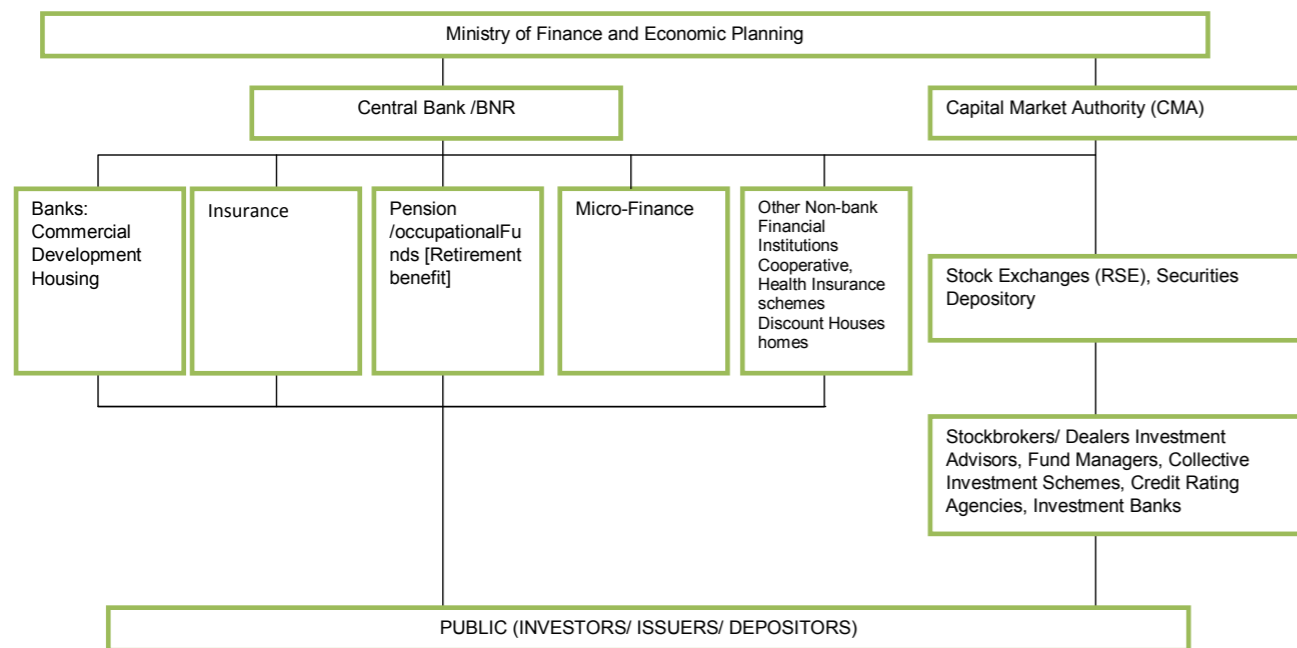 Ministry of Finance and Economic Planning
Central Bank /BNR
Capital Market Authority (CMA)
Banks:
Commercial
Development
Housing
Insurance
Pension
/occupationalFu
nds [Retirement
benefit]
Micro-Finance
Other Non-bank
Financial
Institutions
Cooperative,
Health Insurance
schemes
Discount Houses
homes
Stock Exchanges (RSE), Securities
Depository
Stockbrokers/ Dealers Investment
Advisors, Fund Managers, Collective
Investment Schemes, Credit Rating
Agencies, Investment Banks
PUBLIC (INVESTORS/ ISSUERS/ DEPOSITORS)